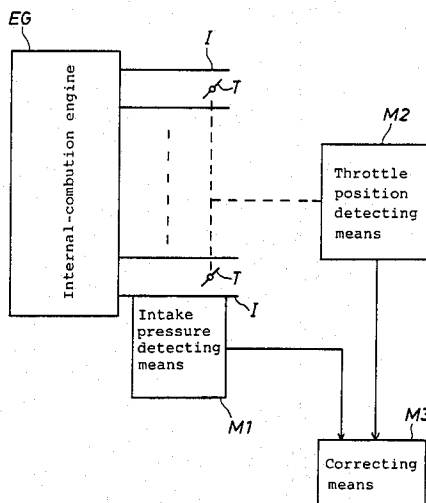 EG
I
T
Internal-combution engine
M2
Throttle
position
detecting
means
T
I
Intake
pressure
detecting
means
M1
M3
Correcting
means